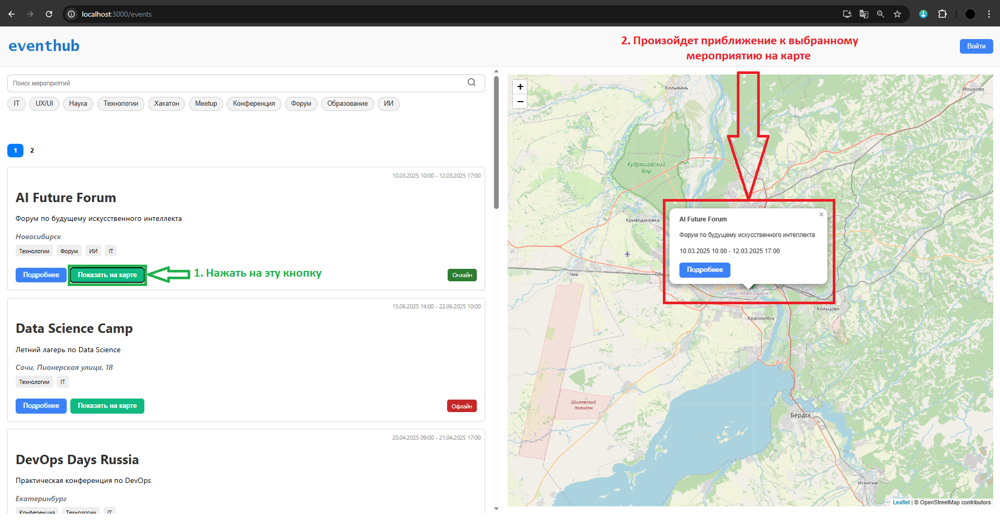 localhost:3000/events
eventhub
2. Произойдет приближение к выбранному
мероприятию на карте
Войти
Поиск мероприятий
IT
UX/UI
Наука
Технологии
Хакатон
Meetup
Конференция
Форум
Образование
ИИ
1
2
10.03.2025 10:00 - 12.03.2025 17:00
AI Future Forum
Форум по будущему искусственного интеллекта
Новосибирск
Технологии
Форум
ИИ
IT
Подробнее
Показать на карте
1. Нажать на эту кнопку
Онлайн
15.06.2025 14:00 - 22.06.2025 10:00
Data Science Camp
Летний лагерь по Data Science
Сочи, Пионерская улица, 18
Технологии
IT
Подробнее
Показать на карте
Офлайн
20.04.2025 09:00 - 21.04.2025 17:00
DevOps Days Russia
Практическая конференция по DevOps
Екатеринбург
Конференция
Технологии
IT
+
−
Колывань
Мошково
Кудряшовский
бор
Криводановка
AI Future Forum
×
Форум по будущему искусственного интеллекта
10.03.2025 10:00 - 12.03.2025 17:00
Подробнее
Чик
округ Новосибирск
Кольцово
Краснообск
Шиловский
полигон
Бердск
Искитим
Leaflet | © OpenStreetMap contributors